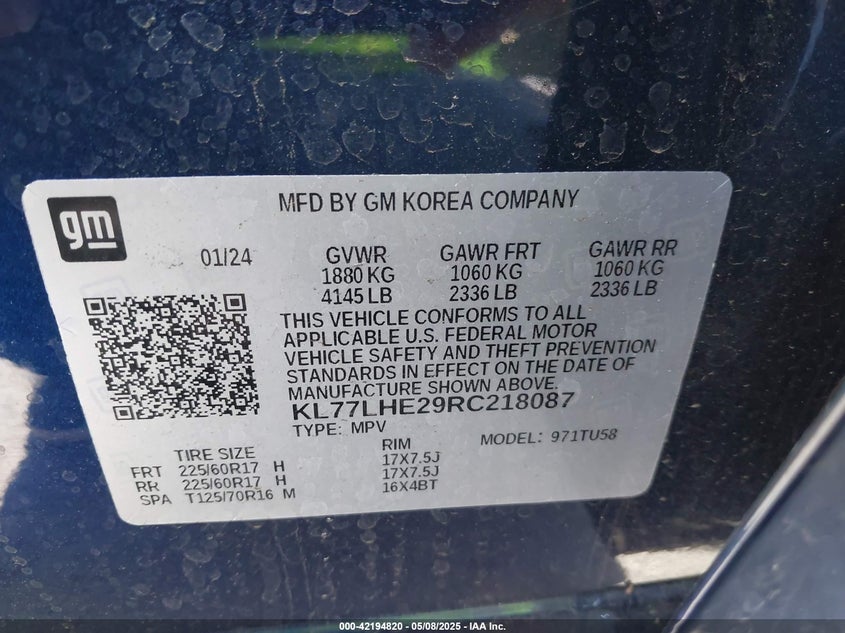 gm
MFD BY GM KOREA COMPANY
01/24 GVWR GAWR FRT GAWR RR
1880 KG 1060 KG 1060 KG
4145 LB 2336 LB 2336 LB
THIS VEHICLE CONFORMS TO ALL
APPLICABLE U.S. FEDERAL MOTOR
VEHICLE SAFETY AND THEFT PREVENTION
STANDARDS IN EFFECT ON THE DATE OF
MANUFACTURE SHOWN ABOVE.
KL77LHE29RC218087
TYPE: MPV MODEL: 971TU58
TIRE SIZE RIM
FRT 225/60R17 H 17X7.5J
RR 225/60R17 H 17X7.5J
SPA T125/70R16 M 16X4BT
000-42194820 - 05/08/2025 - IAA Inc.